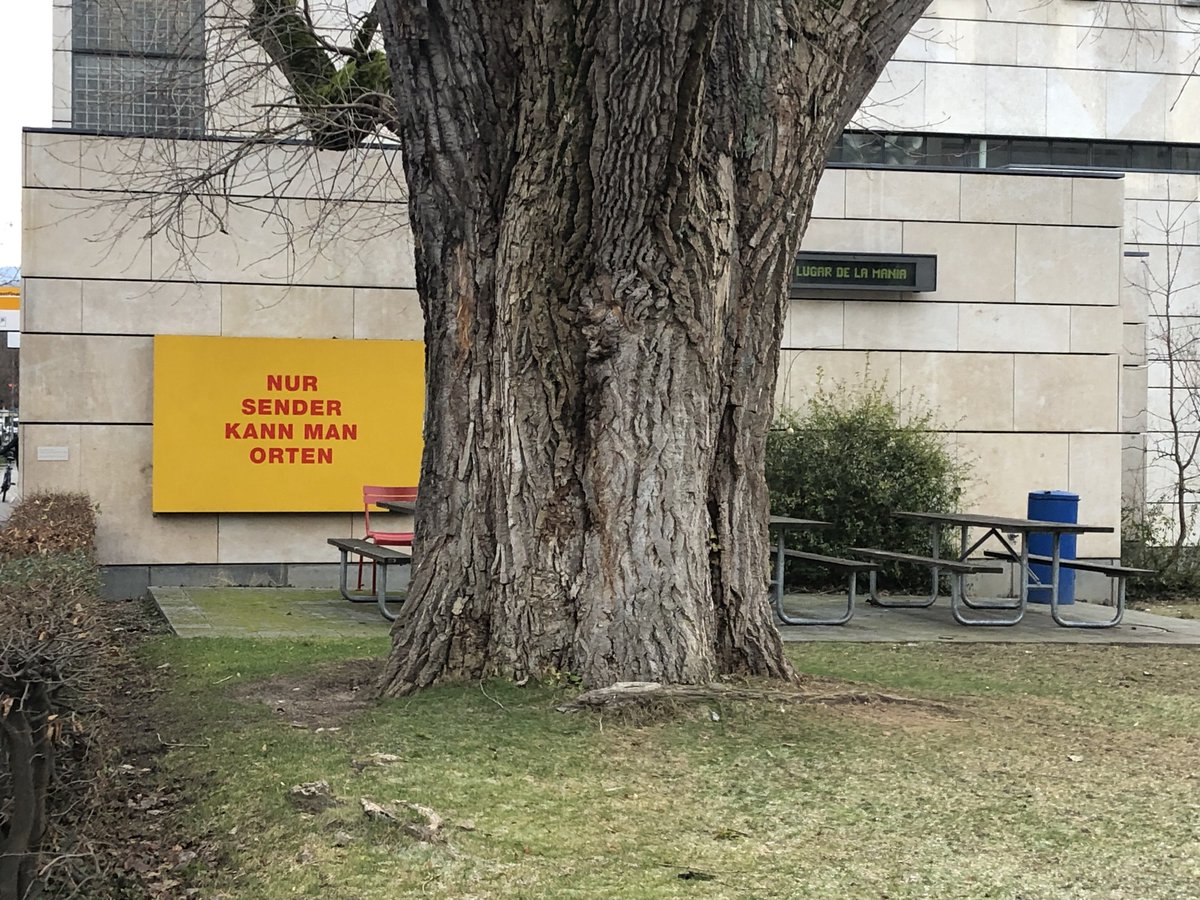 NUR
SENDER
KANN MAN
ORTEN
LUGAR DE LA MANIA